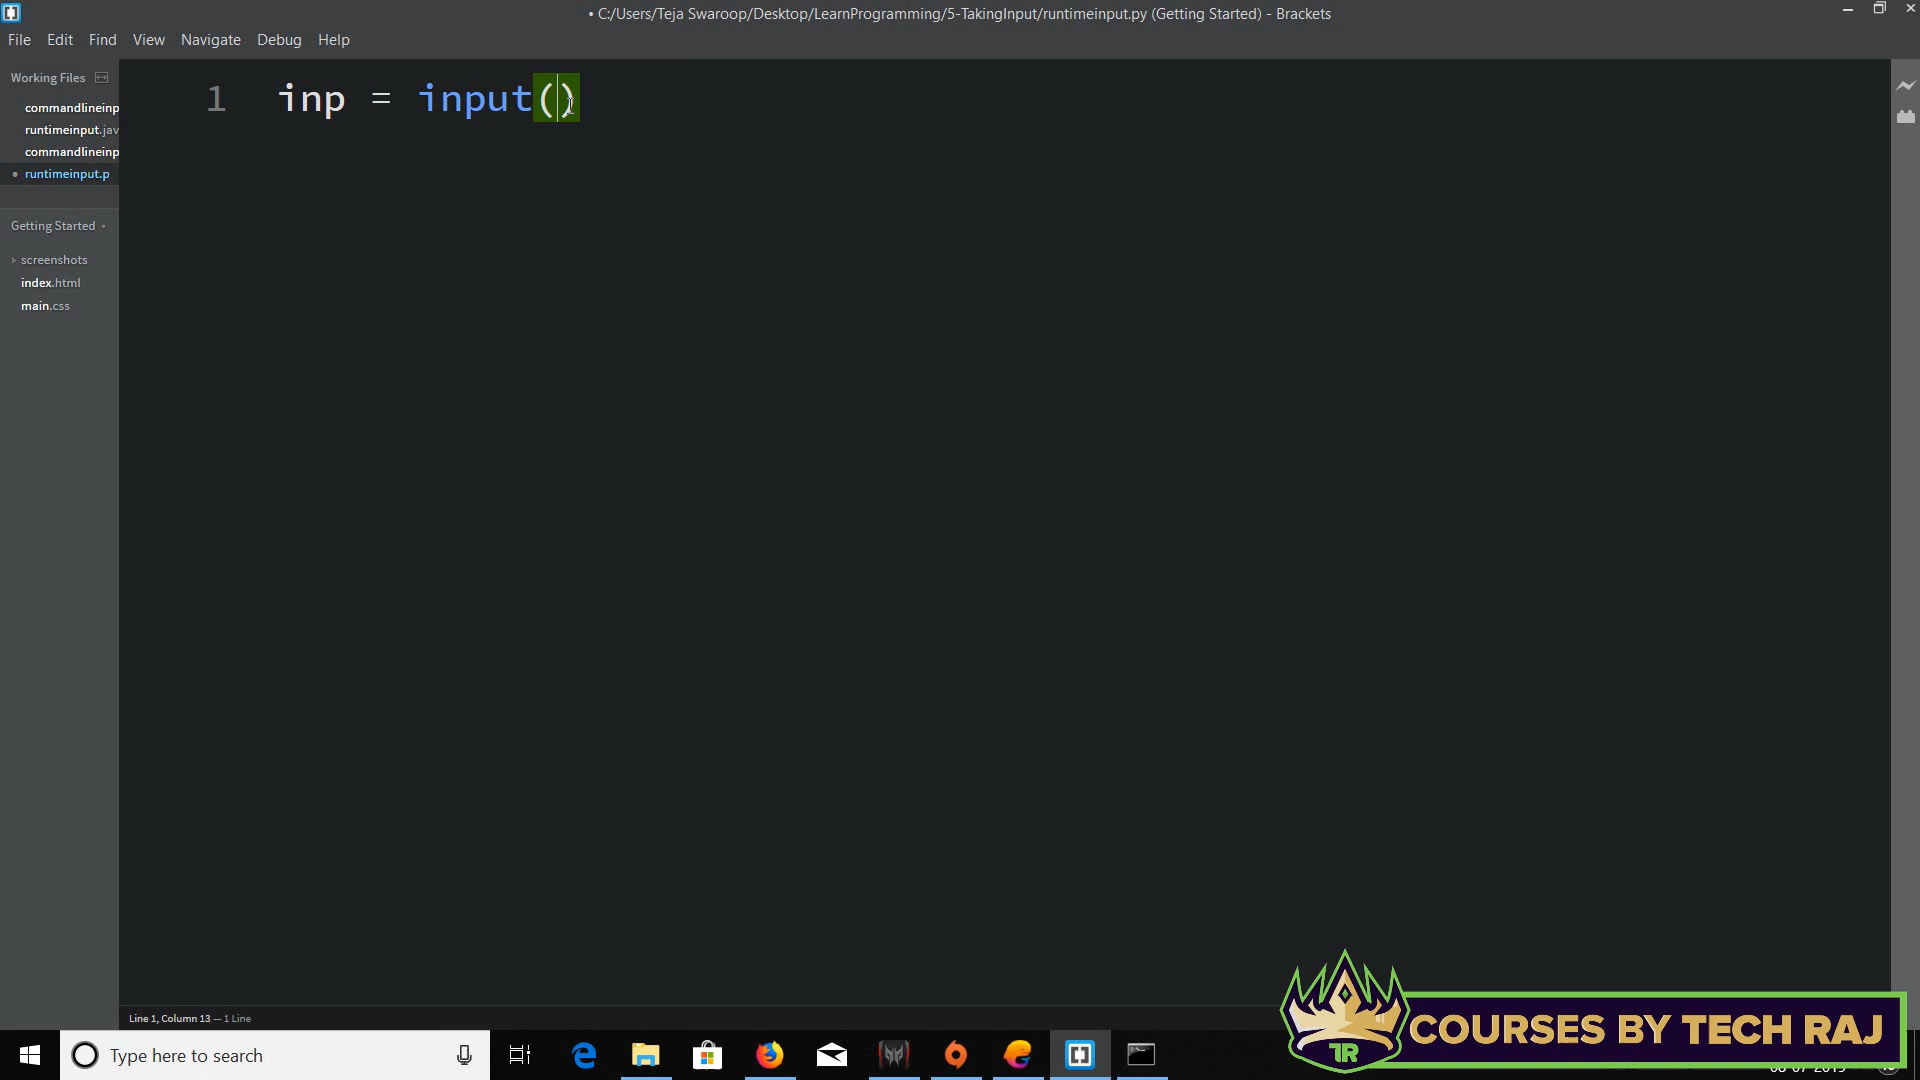 • C:/Users/Teja Swaroop/Desktop/LearnProgramming/5-TakingInput/runtimeinput.py (Getting Started) - Brackets
File Edit Find View Navigate Debug Help
Working Files
commandlineinp
runtimeinput.jav
commandlineinp
runtimeinput.p
Getting Started
screenshots
index.html
main.css
1 inp = input()
Line 1, Column 13 — 1 Line
Type here to search
TR
COURSES BY TECH RAJ